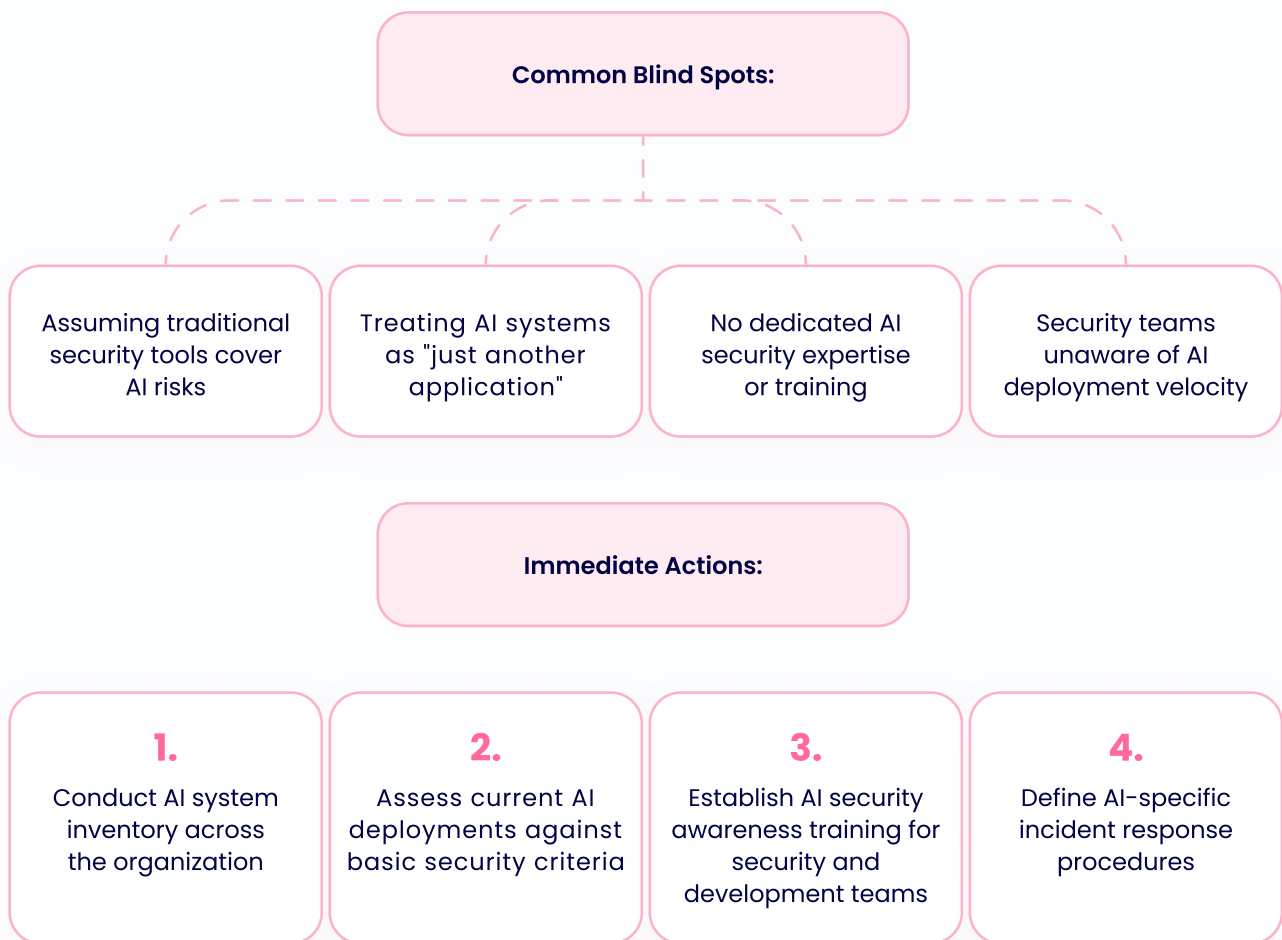 Common Blind Spots:
Assuming traditional
security tools cover
AI risks
Treating AI systems
as "just another
application"
No dedicated AI
security expertise
or training
Security teams
unaware of AI
deployment velocity
Immediate Actions:
1.
Conduct AI system
inventory across
the organization
2.
Assess current AI
deployments against
basic security criteria
3.
Establish AI security
awareness training for
security and
development teams
4.
Define AI-specific
incident response
procedures